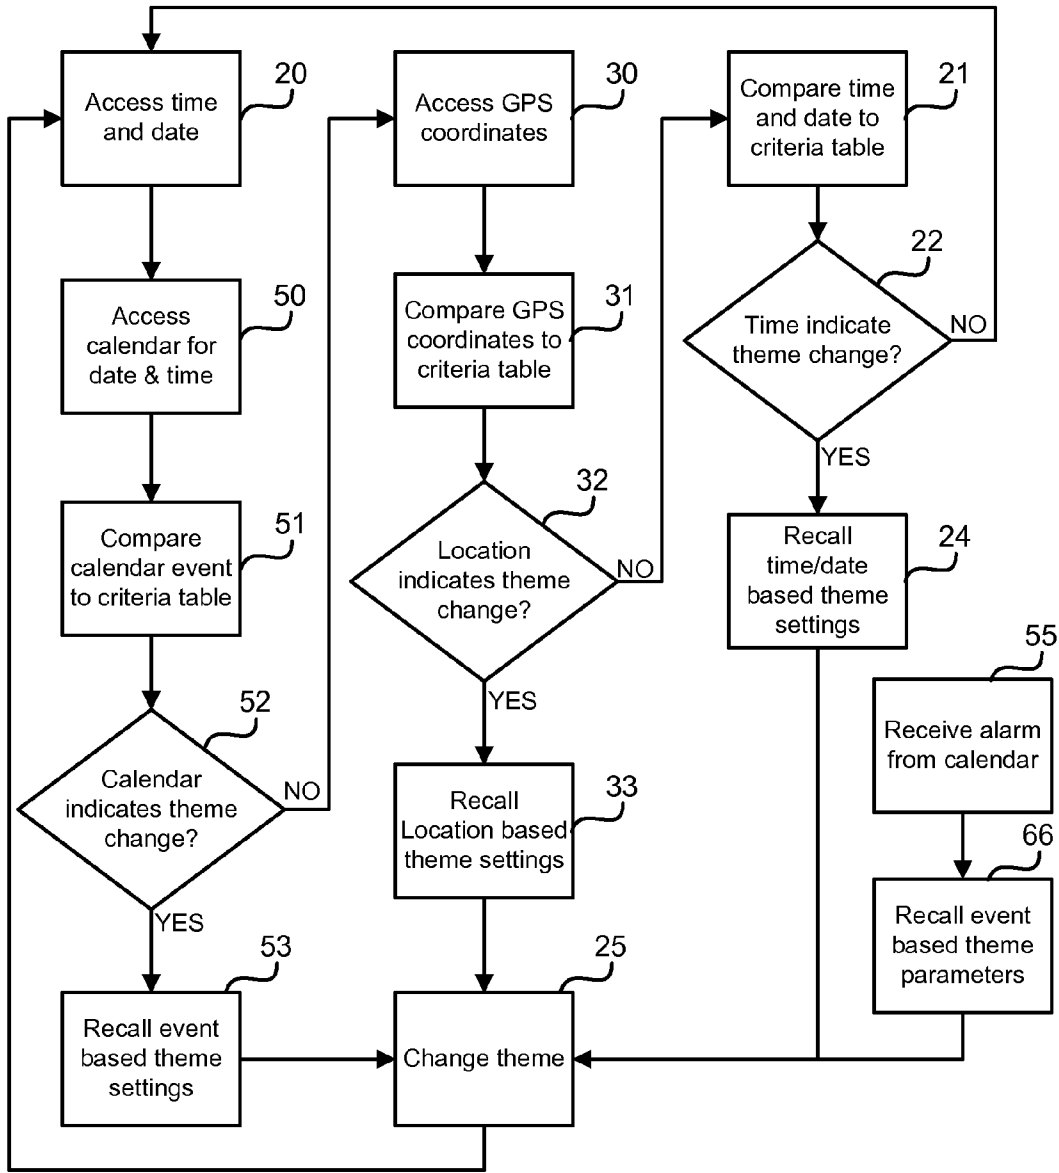 20
Access time
and date
50
Access
calendar for
date & time
51
Compare
calendar event
to criteria table
52
Calendar
indicates theme
change?
NO
YES
53
Recall event
based theme
settings
30
Access GPS
coordinates
31
Compare GPS
coordinates to
criteria table
32
Location
indicates theme
change?
NO
YES
33
Recall
Location based
theme settings
25
Change theme
21
Compare time
and date to
criteria table
22
Time indicate
theme change?
NO
YES
24
Recall
time/date
based theme
settings
55
Receive alarm
from calendar
66
Recall event
based theme
parameters